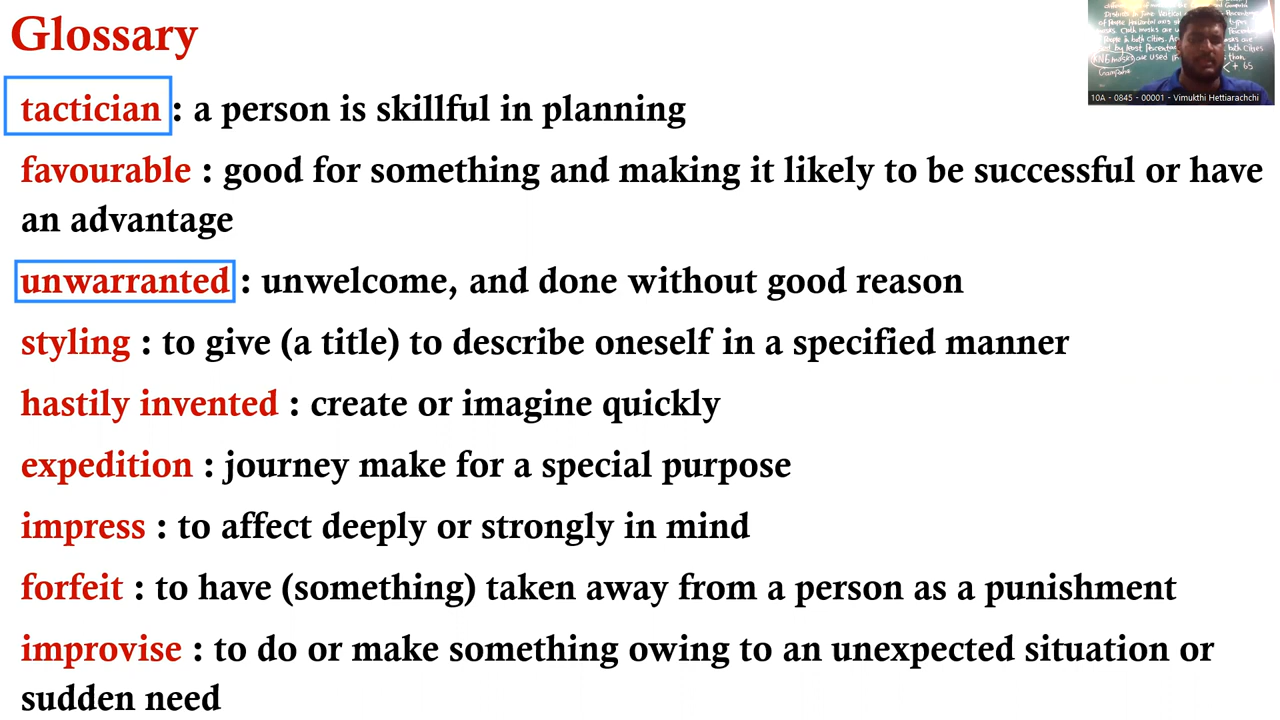 Glossary
tactician : a person is skillful in planning
favourable : good for something and making it likely to be successful or have
an advantage
unwarranted : unwelcome, and done without good reason
styling : to give (a title) to describe oneself in a specified manner
hastily invented : create or imagine quickly
expedition : journey make for a special purpose
impress : to affect deeply or strongly in mind
forfeit : to have (something) taken away from a person as a punishment
improvise : to do or make something owing to an unexpected situation or
sudden need
10A - 0845 - 00001 - Vimukthi Hettiarachchi